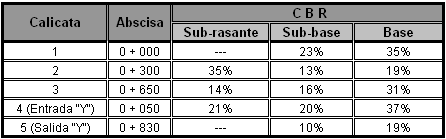 Calicata Abscisa C B R
Sub-rasante Sub-base Base
1 0 + 000 --- 23% 35%
2 0 + 300 35% 13% 19%
3 0 + 650 14% 16% 31%
4 (Entrada "Y") 0 + 050 21% 20% 37%
5 (Salida "Y") 0 + 830 --- 10% 19%